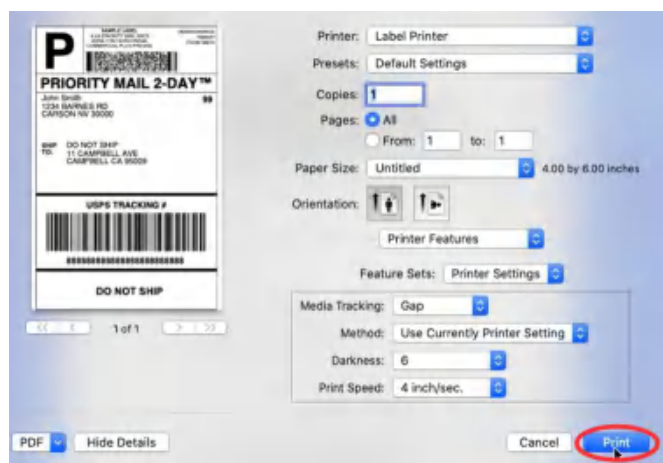 P
PRIORITY MAIL 2-DAY™
John Smith
99
1234 BARNES RD
CARSON NV 30000
SHIP TO:
DO NOT SHIP
11 CAMPBELL AVE
CAMPBELL CA 95009
USPS TRACKING #
DO NOT SHIP
1 of 1
Printer: Label Printer
Presets: Default Settings
Copies: 1
Pages: All
From: 1 to: 1
Paper Size: Untitled 4.00 by 6.00 inches
Orientation:
Printer Features
Feature Sets: Printer Settings
Media Tracking: Gap
Method: Use Currently Printer Setting
Darkness: 6
Print Speed: 4 inch/sec.
PDF Hide Details Cancel Print